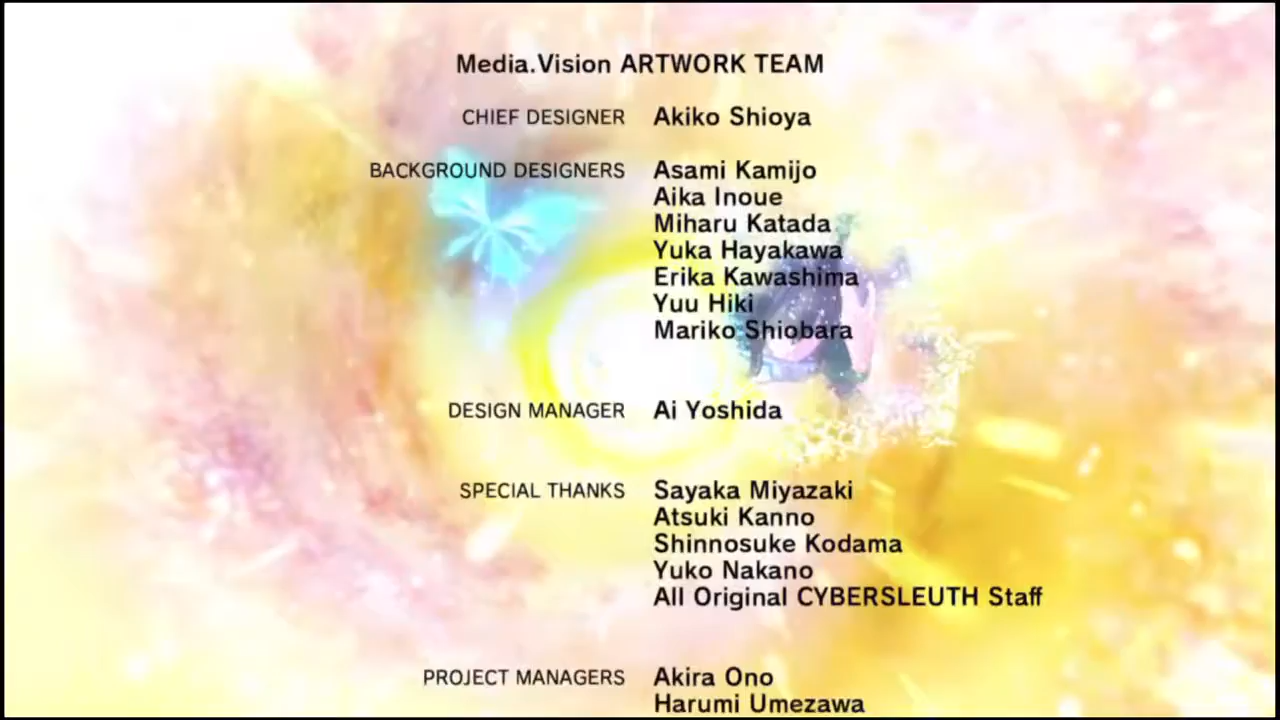 Media.Vision ARTWORK TEAM
CHIEF DESIGNER Akiko Shioya
BACKGROUND DESIGNERS Asami Kamijo
Aika Inoue
Miharu Katada
Yuka Hayakawa
Erika Kawashima
Yuu Hiki
Mariko Shiobara
DESIGN MANAGER Ai Yoshida
SPECIAL THANKS Sayaka Miyazaki
Atsuki Kanno
Shinnosuke Kodama
Yuko Nakano
All Original CYBERSLEUTH Staff
PROJECT MANAGERS Akira Ono
Harumi Umezawa